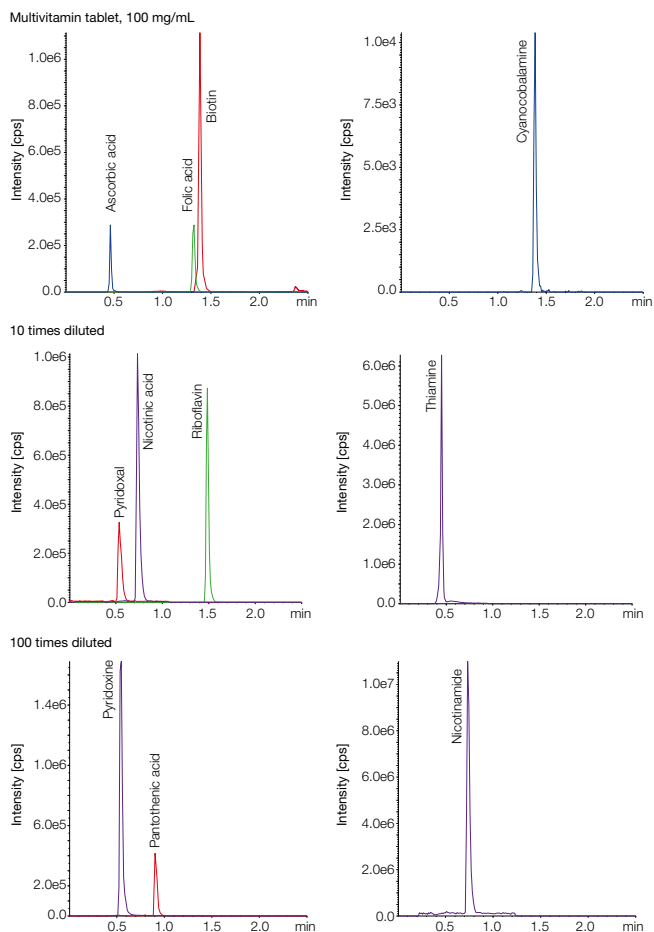 Multivitamin tablet, 100 mg/mL
Intensity [cps]
1.0e6
8.0e5
6.0e5
4.0e5
2.0e5
0.0
Ascorbic acid
Folic acid
Biotin
0.5
1.0
1.5
2.0
min
Intensity [cps]
1.0e4
7.5e3
5.0e3
2.5e3
0.0
Cyanocobalamine
0.5
1.0
1.5
2.0
min
10 times diluted
Intensity [cps]
1.0e6
8.0e5
6.0e5
4.0e5
2.0e5
0.0
Pyridoxal
Nicotinic acid
Riboflavin
0.5
1.0
1.5
2.0
min
Intensity [cps]
6.0e6
5.0e6
4.0e6
3.0e6
2.0e6
1.0e6
0.0
Thiamine
0.5
1.0
1.5
2.0
min
100 times diluted
Intensity [cps]
1.4e6
1.0e6
6.0e5
2.0e5
0.0
Pyridoxine
Pantothenic acid
0.5
1.0
1.5
2.0
min
Intensity [cps]
1.0e7
8.0e6
6.0e6
4.0e6
2.0e6
0.0
Nicotinamide
0.5
1.0
1.5
2.0
min